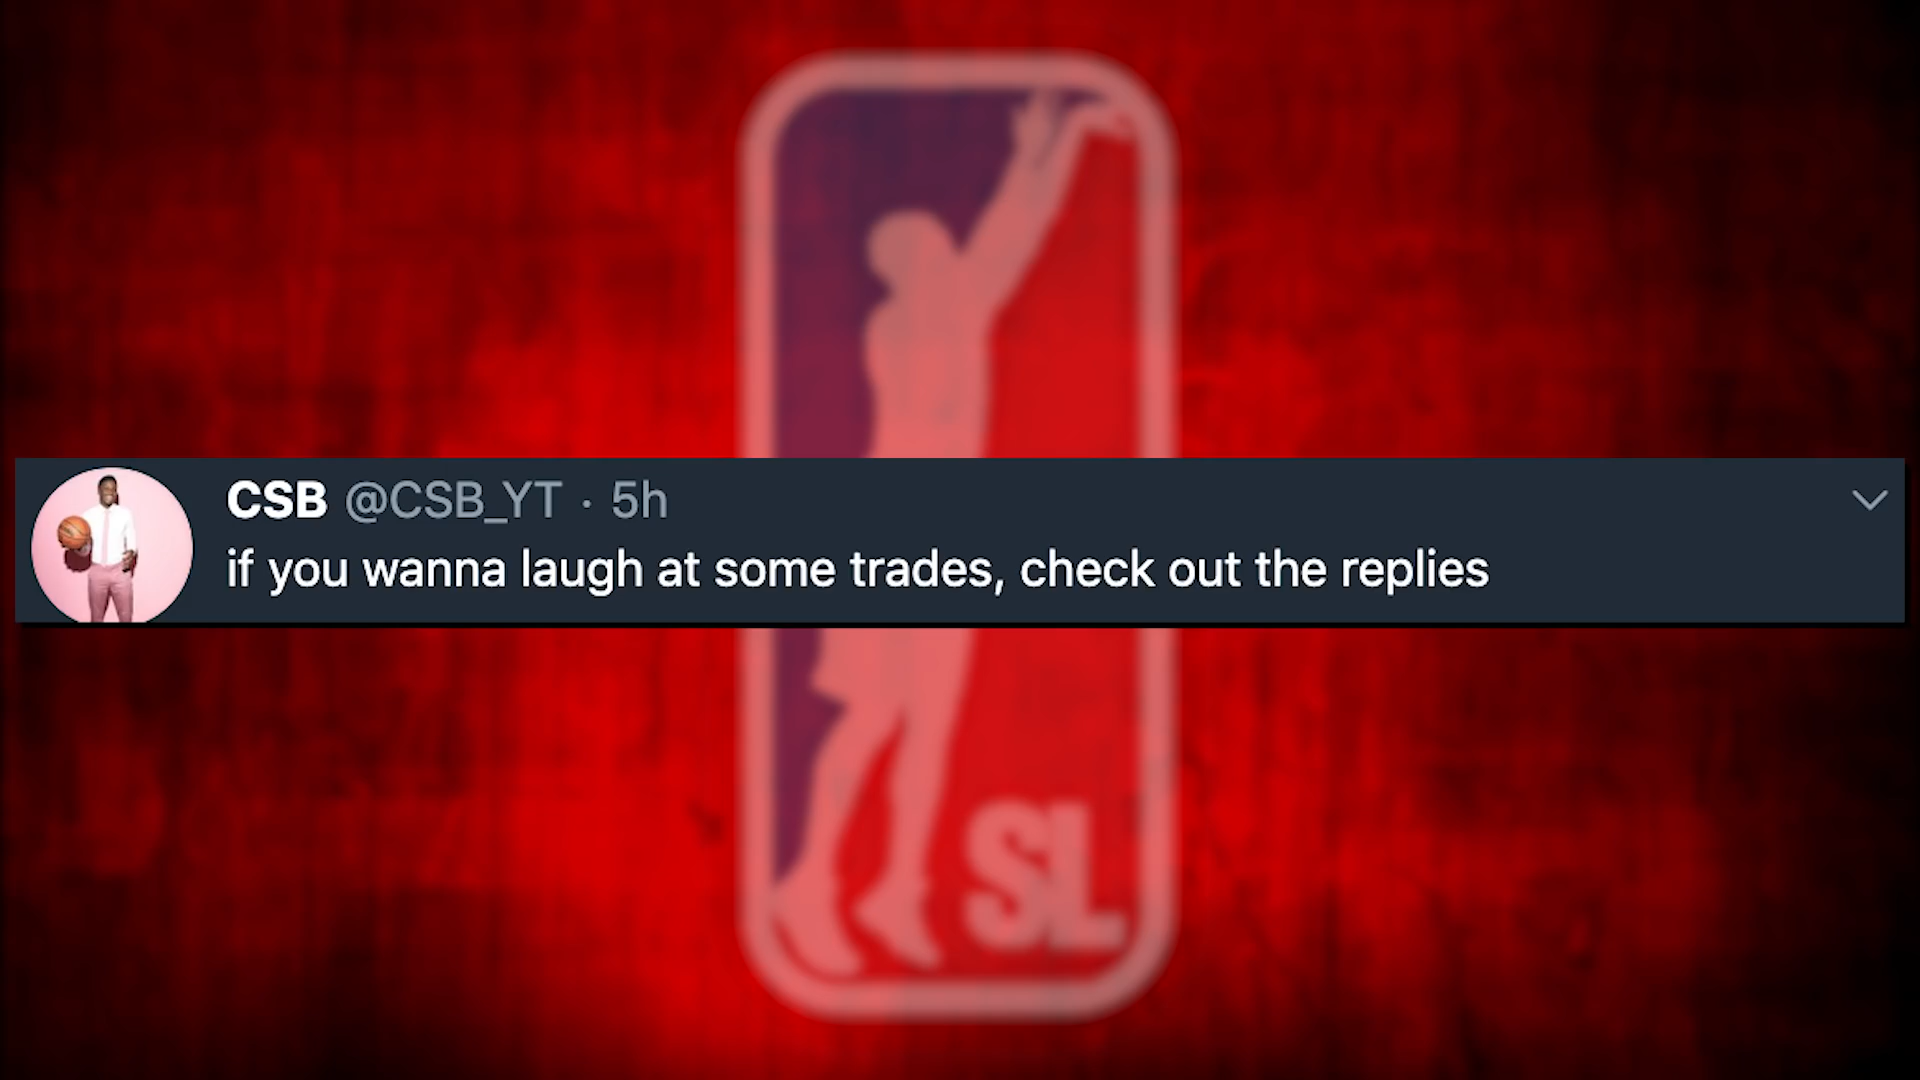 CSB @CSB_YT · 5h
if you wanna laugh at some trades, check out the replies
SL